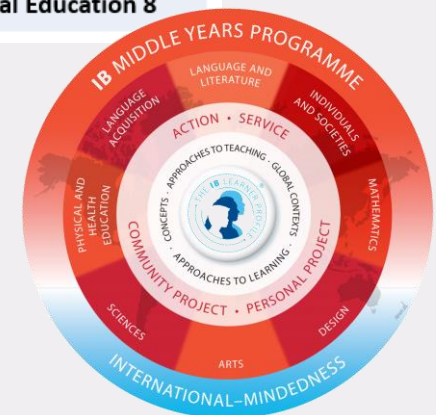 al Education 8
IB MIDDLE YEARS PROGRAMME
LANGUAGE AND
LITERATURE
LANGUAGE
ACQUISITION
INDIVIDUALS
AND SOCIETIES
PHYSICAL AND
HEALTH
EDUCATION
MATHEMATICS
SCIENCES
ARTS
DESIGN
ACTION • SERVICE
COMMUNITY PROJECT • PERSONAL PROJECT
APPROACHES TO TEACHING · GLOBAL CONTEXTS · APPROACHES TO LEARNING · CONCEPTS ·
THE IB LEARNER PROFILE
®
INTERNATIONAL–MINDEDNESS